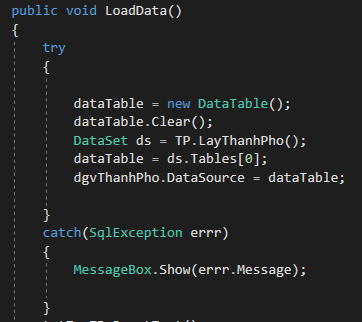 public void LoadData()
{
try
{
dataTable = new DataTable();
dataTable.Clear();
DataSet ds = TP.LayThanhPho();
dataTable = ds.Tables[0];
dgvThanhPho.DataSource = dataTable;
}
catch(SqlException errr)
{
MessageBox.Show(errr.Message);
}